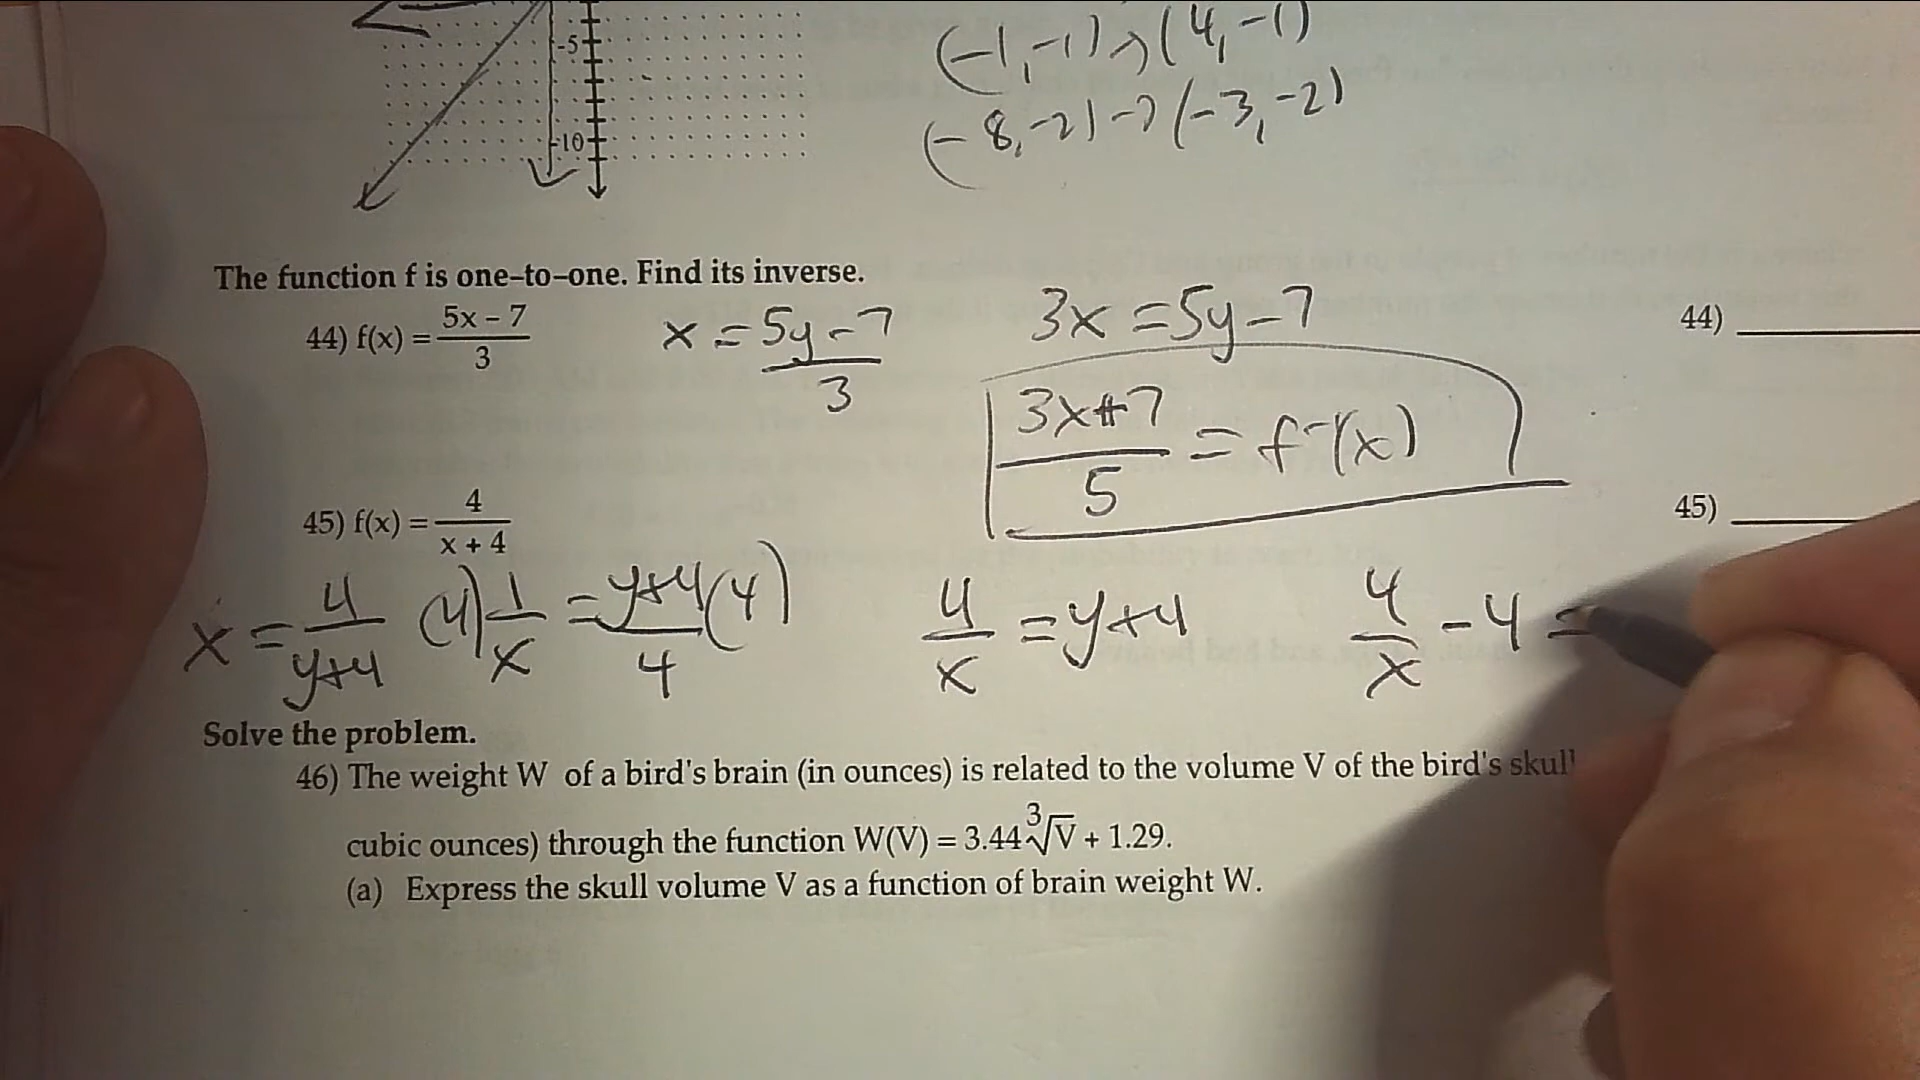 -5
(-1,-1) → (4,-1)
-10
(-8,-2) → (-3,-2)
The function f is one-to-one. Find its inverse.
44) f(x) = (5x - 7)/3
x = (5y-7)/3
3x = 5y-7
44)
(3x+7)/5 = f⁻¹(x)
45) f(x) = 4/(x + 4)
45)
x = 4/(y+4) (4) 1/x = (y+4)/4 (4) 4/x = y+4 4/x - 4 =
Solve the problem.
46) The weight W of a bird's brain (in ounces) is related to the volume V of the bird's skull
cubic ounces) through the function W(V) = 3.44∛V + 1.29.
(a) Express the skull volume V as a function of brain weight W.